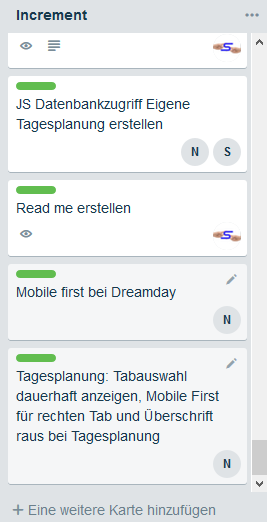 Increment
JS Datenbankzugriff Eigene
Tagesplanung erstellen
N S
Read me erstellen
Mobile first bei Dreamday
N
Tagesplanung: Tabauswahl
dauerhaft anzeigen, Mobile First
für rechten Tab und Überschrift
raus bei Tagesplanung
N
+ Eine weitere Karte hinzufügen